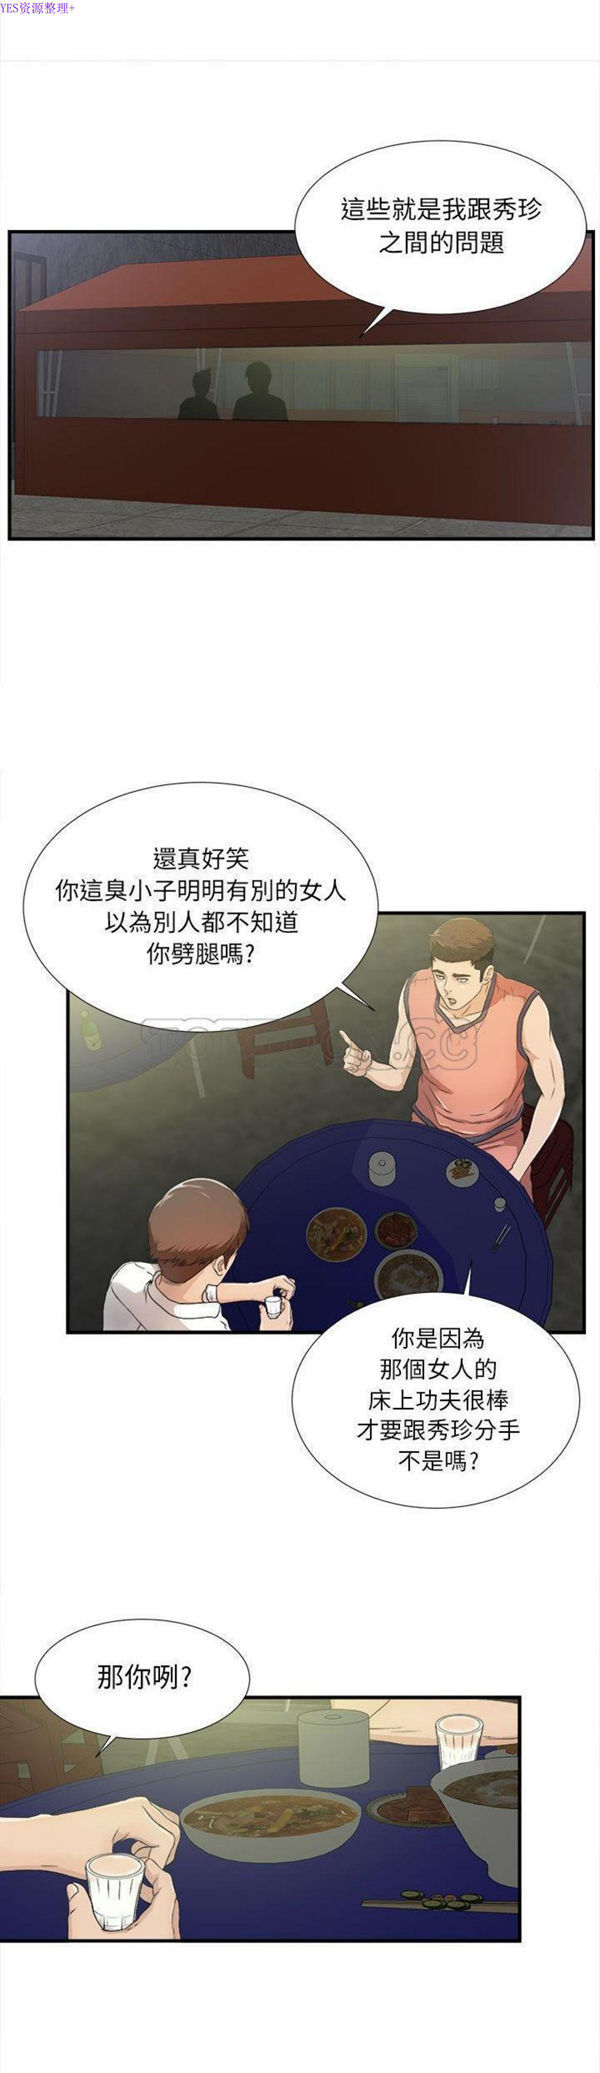 YES资源整理+
這些就是我跟秀珍
之間的問題
還真好笑
你這臭小子明明有別的女人
以為別人都不知道
你劈腿嗎?
你是因為
那個女人的
床上功夫很棒
才要跟秀珍分手
不是嗎?
那你咧?